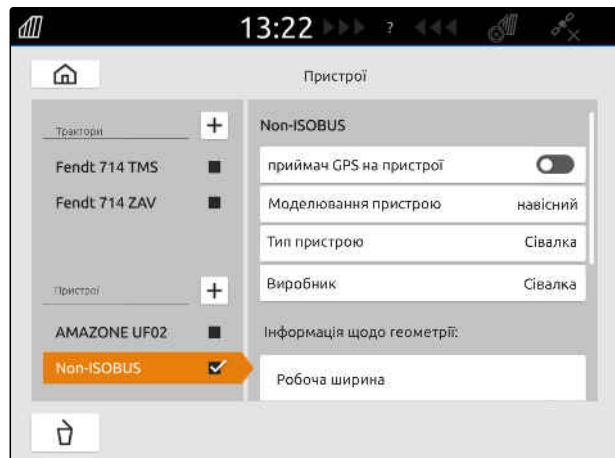 13:22 ?
Пристрої
Трактори
Fendt 714 TMS
Fendt 714 ZAV
Пристрої
AMAZONE UF02
Non-ISOBUS
Non-ISOBUS
приймач GPS на пристрої
Моделювання пристрою навісний
Тип пристрою Сівалка
Виробник Сівалка
Інформація щодо геометрії:
Робоча ширина